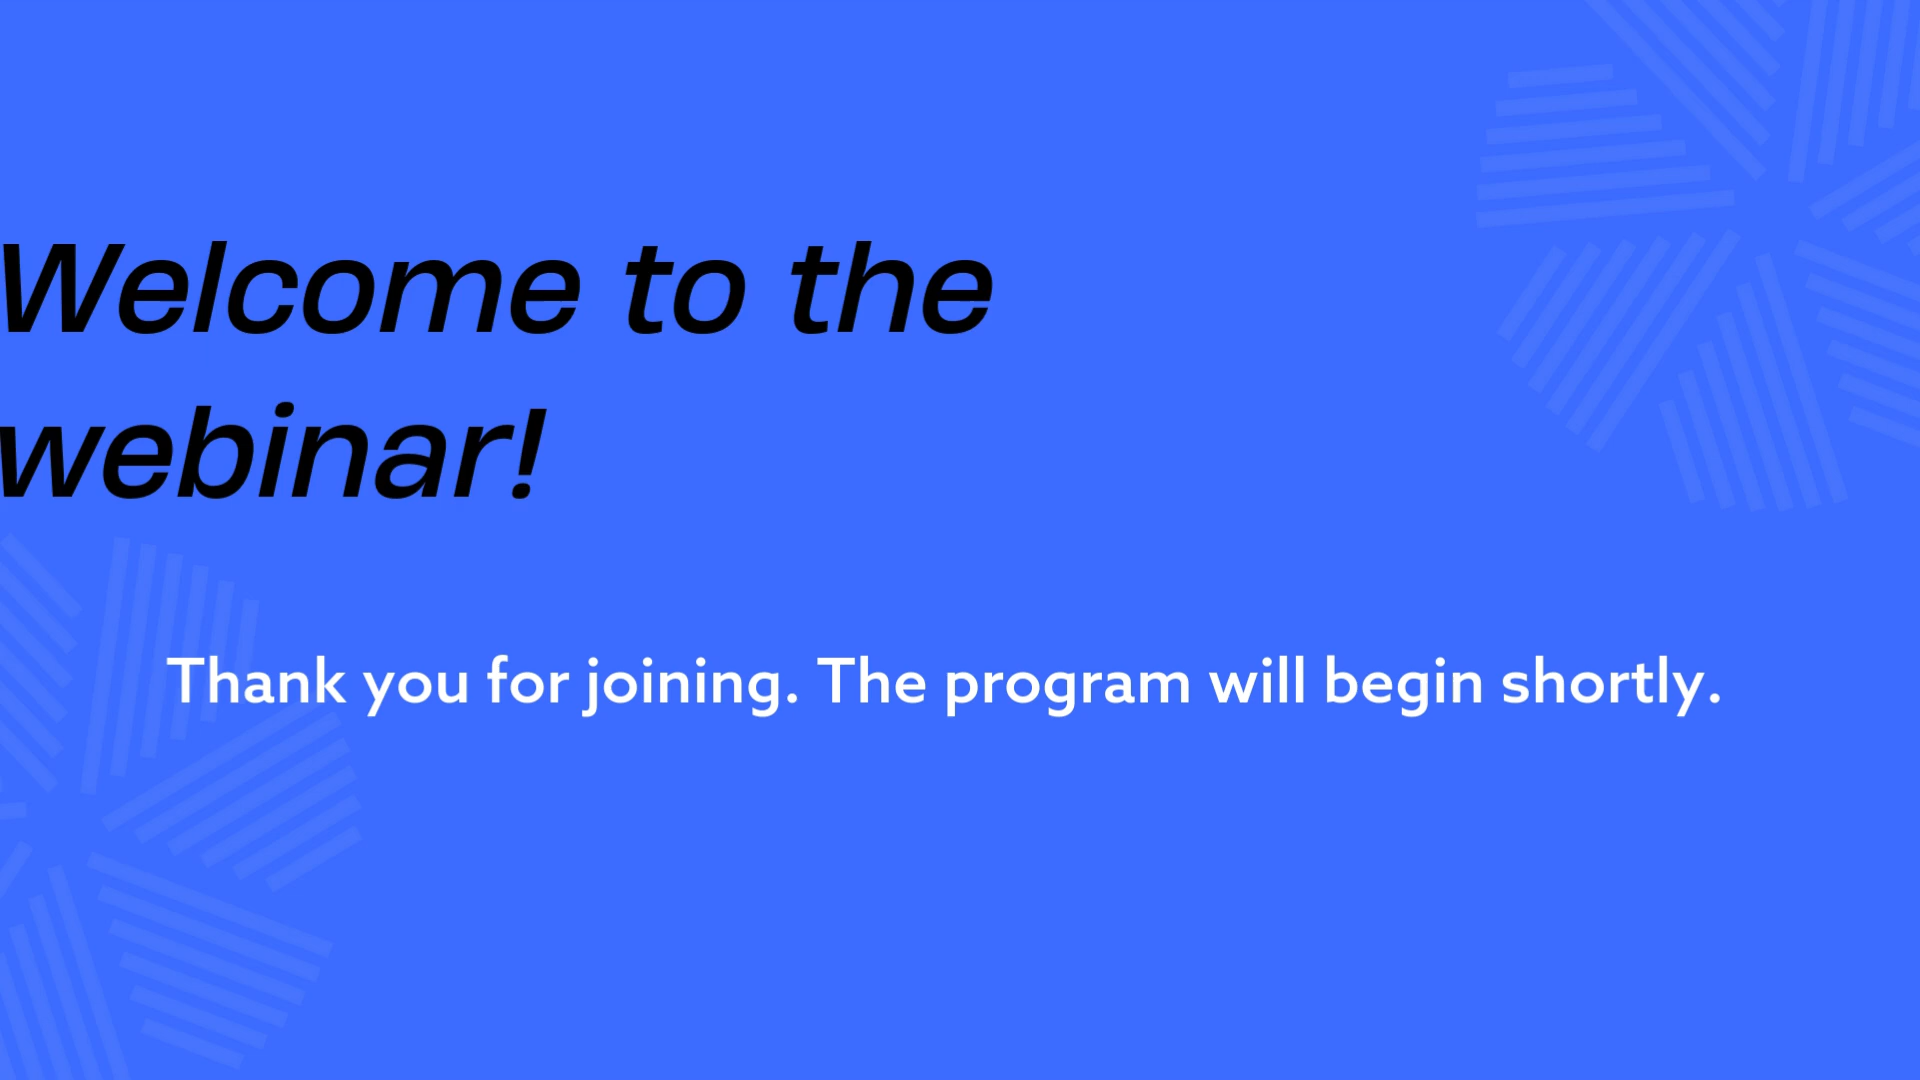 Welcome to the
webinar!
Thank you for joining. The program will begin shortly.